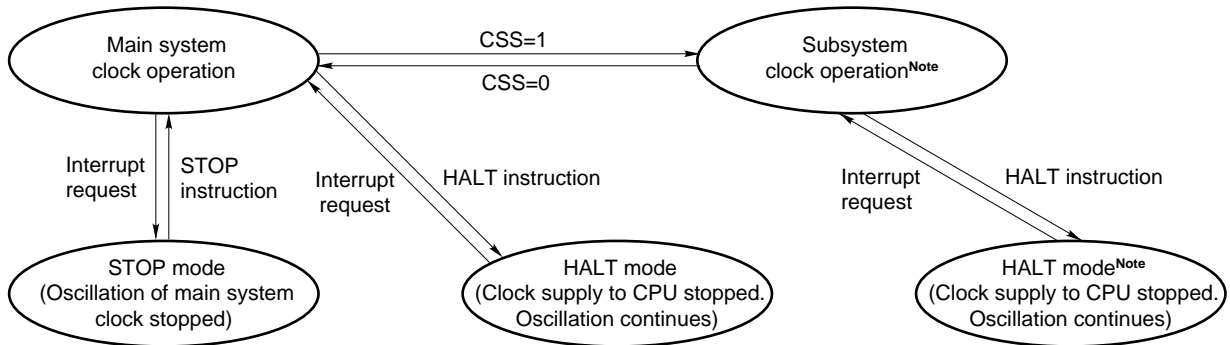 Main system
clock operation
CSS=1
CSS=0
Subsystem
clock operationNote
Interrupt
request
STOP
instruction
Interrupt
request
HALT instruction
Interrupt
request
HALT instruction
STOP mode
(Oscillation of main system
clock stopped)
HALT mode
(Clock supply to CPU stopped.
Oscillation continues)
HALT modeNote
(Clock supply to CPU stopped.
Oscillation continues)